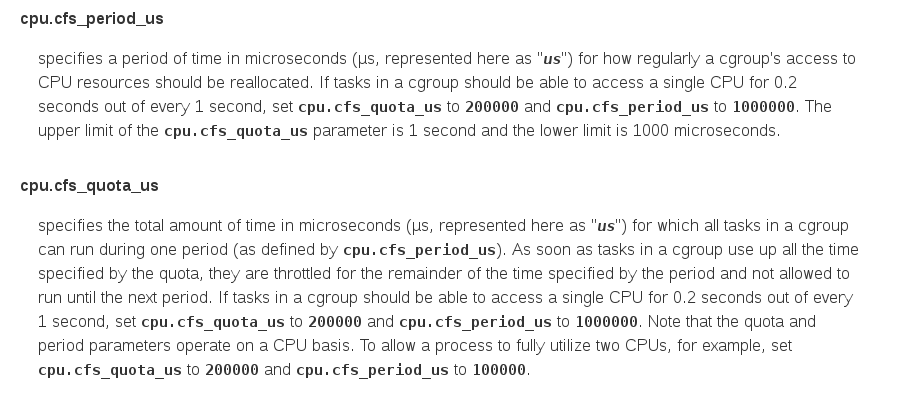 cpu.cfs_period_us
specifies a period of time in microseconds (µs, represented here as "us") for how regularly a cgroup's access to
CPU resources should be reallocated. If tasks in a cgroup should be able to access a single CPU for 0.2
seconds out of every 1 second, set cpu.cfs_quota_us to 200000 and cpu.cfs_period_us to 1000000. The
upper limit of the cpu.cfs_quota_us parameter is 1 second and the lower limit is 1000 microseconds.
cpu.cfs_quota_us
specifies the total amount of time in microseconds (µs, represented here as "us") for which all tasks in a cgroup
can run during one period (as defined by cpu.cfs_period_us). As soon as tasks in a cgroup use up all the time
specified by the quota, they are throttled for the remainder of the time specified by the period and not allowed to
run until the next period. If tasks in a cgroup should be able to access a single CPU for 0.2 seconds out of every
1 second, set cpu.cfs_quota_us to 200000 and cpu.cfs_period_us to 1000000. Note that the quota and
period parameters operate on a CPU basis. To allow a process to fully utilize two CPUs, for example, set
cpu.cfs_quota_us to 200000 and cpu.cfs_period_us to 100000.